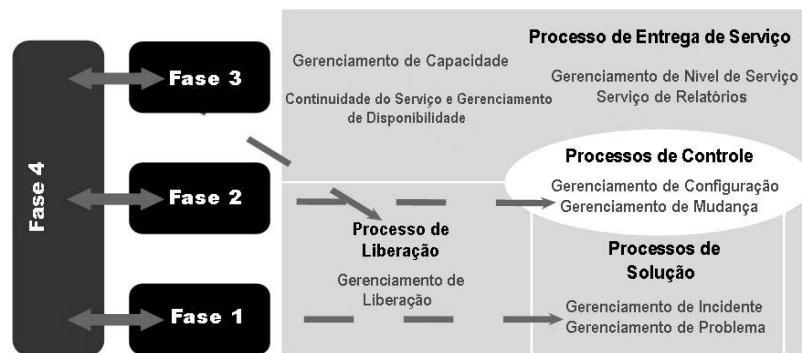 Fase 4
Fase 3
Fase 2
Fase 1
Processo de Entrega de Serviço
Gerenciamento de Capacidade
Gerenciamento de Nivel de Serviço
Serviço de Relatórios
Continuidade do Serviço e Gerenciamento
de Disponibilidade
Processos de Controle
Gerenciamento de Configuração
Gerenciamento de Mudança
Processo de
Liberação
Gerenciamento de
Liberação
Processos de
Solução
Gerenciamento de Incidente
Gerenciamento de Problema